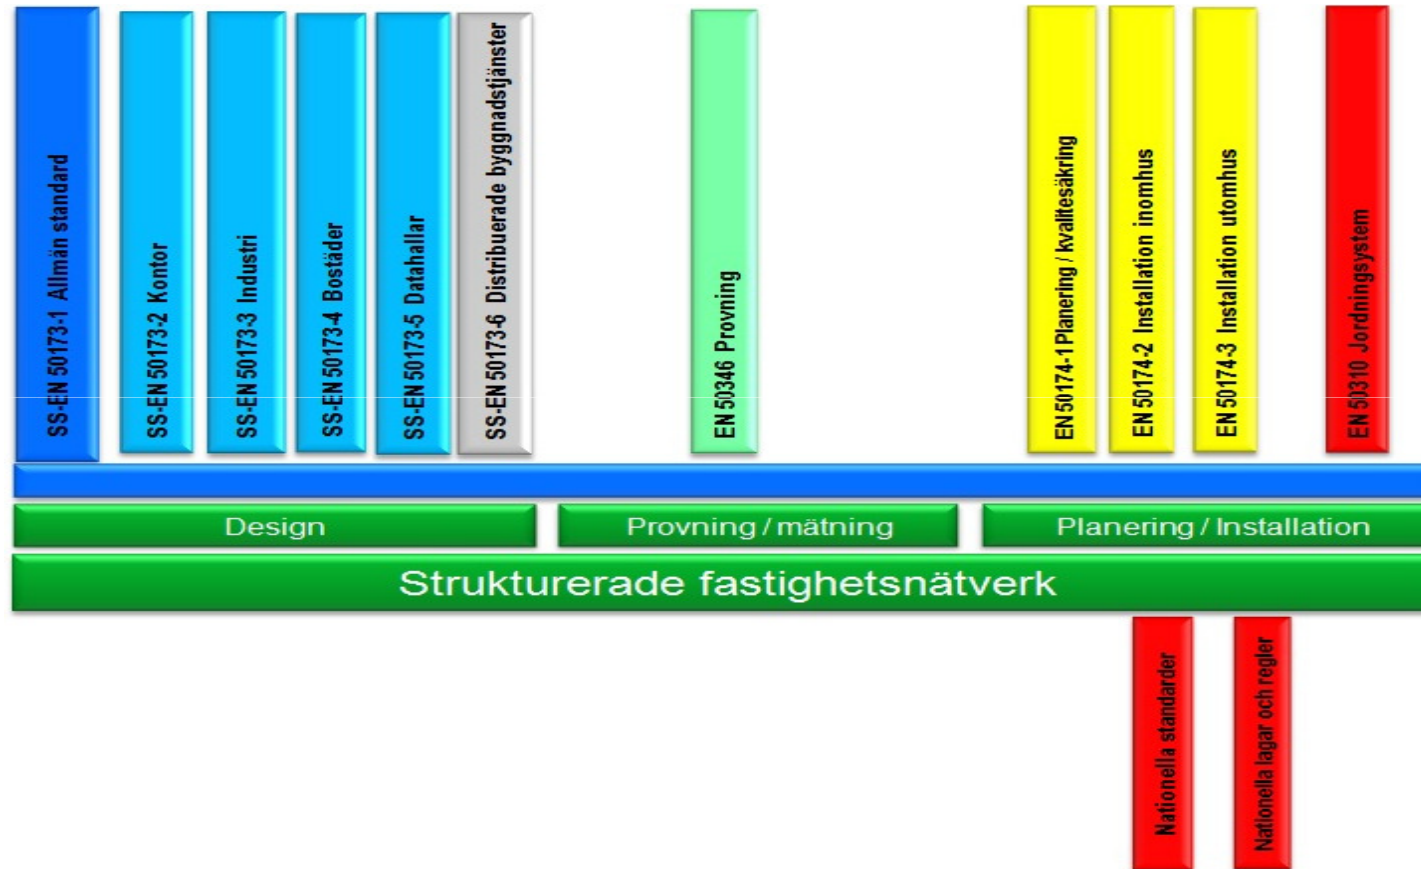 SS-EN 50173-1 Allmän standard
SS-EN 50173-2 Kontor
SS-EN 50173-3 Industri
SS-EN 50173-4 Bostäder
SS-EN 50173-5 Datahallar
SS-EN 50173-6 Distribuerade byggnadstjänster
EN 50346 Provning
EN 50174-1 Planering / kvalitesäkring
EN 50174-2 Installation inomhus
EN 50174-3 Installation utomhus
EN 50310 Jordningsystem
Design
Provning / mätning
Planering / Installation
Strukturerade fastighetsnätverk
Nationella standarder
Nationella lagar och regler